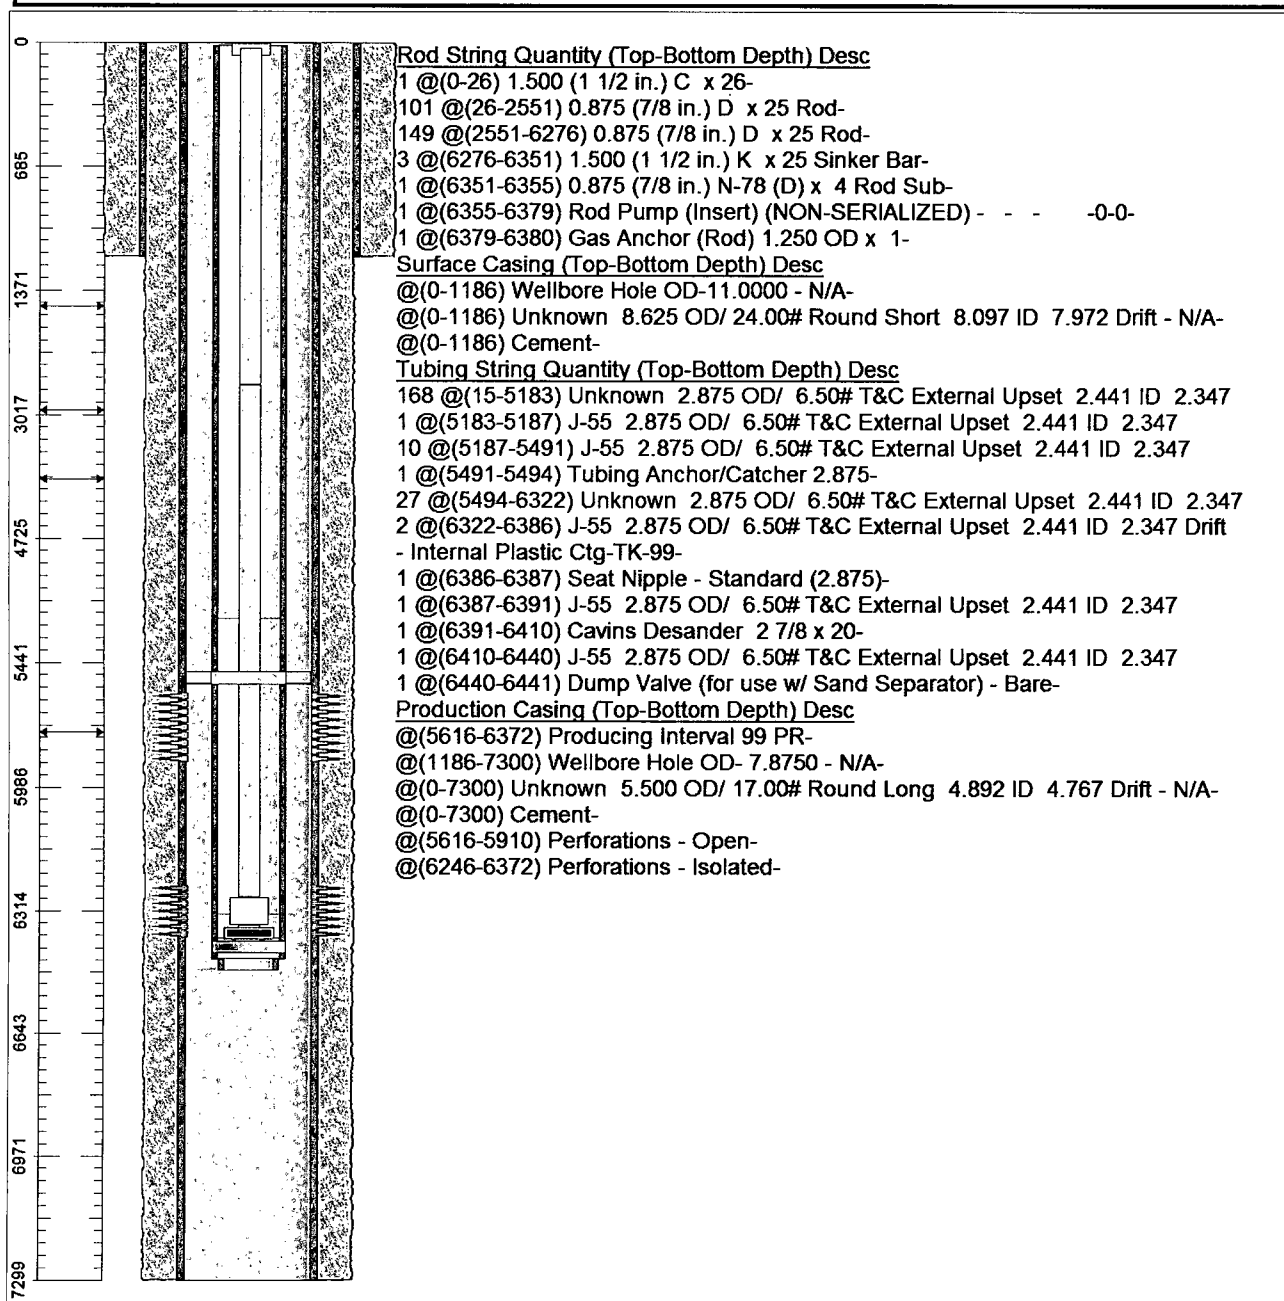 0
685
1371
3017
4725
5441
5986
6314
6643
6971
7299
Rod String Quantity (Top-Bottom Depth) Desc
1 @(0-26) 1.500 (1 1/2 in.) C x 26-
101 @(26-2551) 0.875 (7/8 in.) D x 25 Rod-
149 @(2551-6276) 0.875 (7/8 in.) D x 25 Rod-
3 @(6276-6351) 1.500 (1 1/2 in.) K x 25 Sinker Bar-
1 @(6351-6355) 0.875 (7/8 in.) N-78 (D) x 4 Rod Sub-
1 @(6355-6379) Rod Pump (Insert) (NON-SERIALIZED) - - - -0-0-
1 @(6379-6380) Gas Anchor (Rod) 1.250 OD x 1-
Surface Casing (Top-Bottom Depth) Desc
@(0-1186) Wellbore Hole OD-11.0000 - N/A-
@(0-1186) Unknown 8.625 OD/ 24.00# Round Short 8.097 ID 7.972 Drift - N/A-
@(0-1186) Cement-
Tubing String Quantity (Top-Bottom Depth) Desc
168 @(15-5183) Unknown 2.875 OD/ 6.50# T&C External Upset 2.441 ID 2.347
1 @(5183-5187) J-55 2.875 OD/ 6.50# T&C External Upset 2.441 ID 2.347
10 @(5187-5491) J-55 2.875 OD/ 6.50# T&C External Upset 2.441 ID 2.347
1 @(5491-5494) Tubing Anchor/Catcher 2.875-
27 @(5494-6322) Unknown 2.875 OD/ 6.50# T&C External Upset 2.441 ID 2.347
2 @(6322-6386) J-55 2.875 OD/ 6.50# T&C External Upset 2.441 ID 2.347 Drift
- Internal Plastic Ctg-TK-99-
1 @(6386-6387) Seat Nipple - Standard (2.875)-
1 @(6387-6391) J-55 2.875 OD/ 6.50# T&C External Upset 2.441 ID 2.347
1 @(6391-6410) Cavins Desander 2 7/8 x 20-
1 @(6410-6440) J-55 2.875 OD/ 6.50# T&C External Upset 2.441 ID 2.347
1 @(6440-6441) Dump Valve (for use w/ Sand Separator) - Bare-
Production Casing (Top-Bottom Depth) Desc
@(5616-6372) Producing Interval 99 PR-
@(1186-7300) Wellbore Hole OD- 7.8750 - N/A-
@(0-7300) Unknown 5.500 OD/ 17.00# Round Long 4.892 ID 4.767 Drift - N/A-
@(0-7300) Cement-
@(5616-5910) Perforations - Open-
@(6246-6372) Perforations - Isolated-